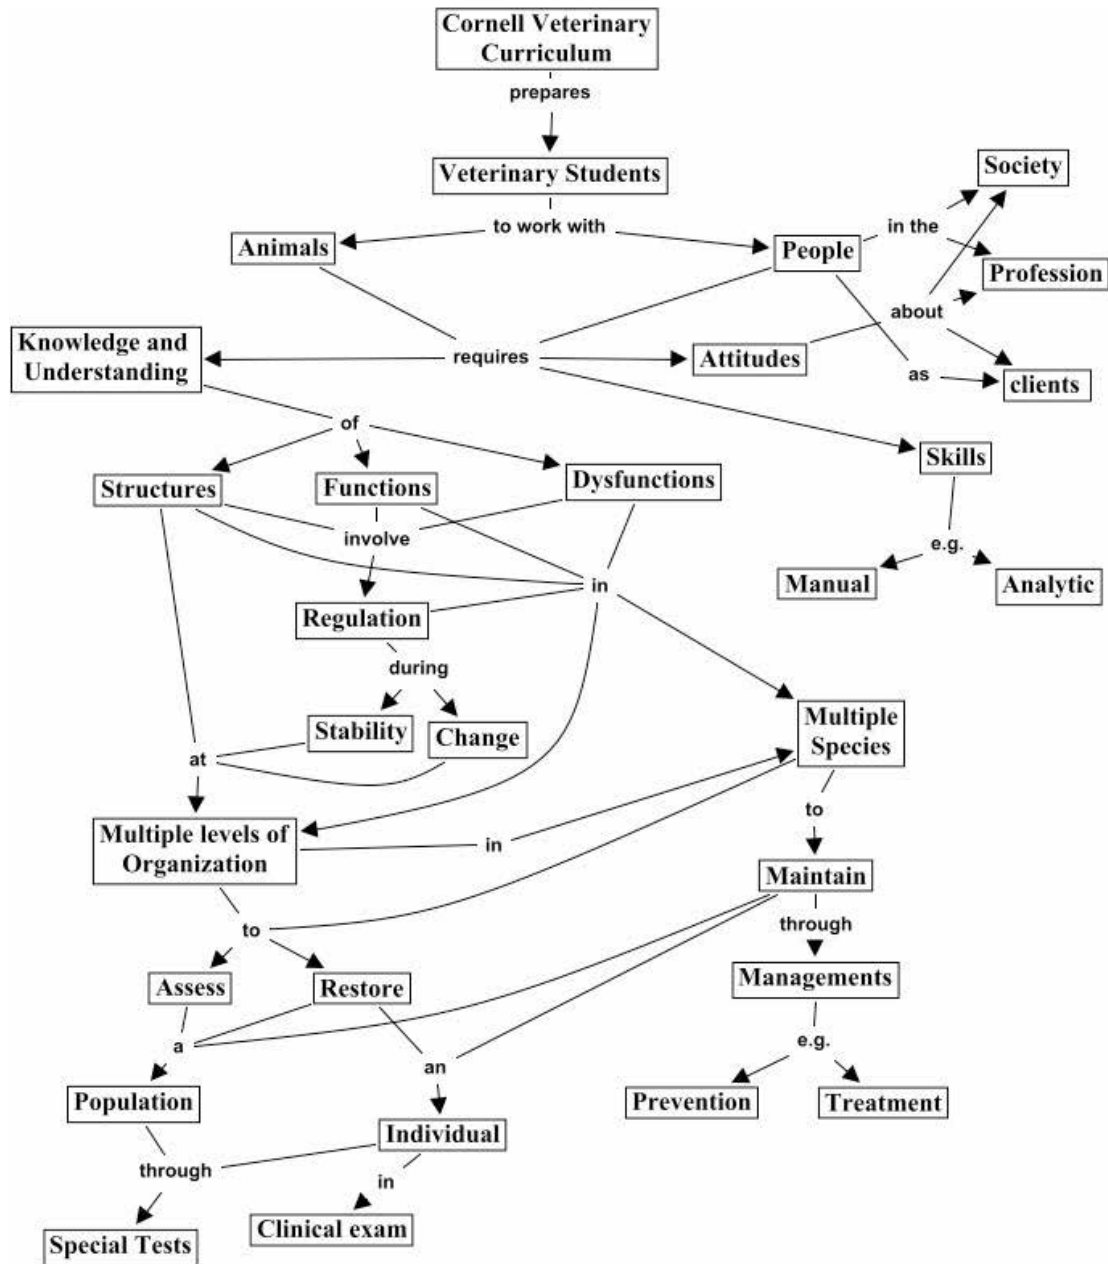 Cornell Veterinary
Curriculum
prepares
Veterinary Students
Society
to work with
in the
Animals
People
Profession
about
Knowledge and
Understanding
requires
Attitudes
as
clients
of
Skills
Structures
Functions
Dysfunctions
involve
e.g.
in
Manual
Analytic
Regulation
during
Stability
Change
Multiple
Species
at
to
Multiple levels of
Organization
in
Maintain
through
to
Assess
Restore
Managements
a
an
e.g.
Population
Prevention
Treatment
Individual
through
in
Special Tests
Clinical exam